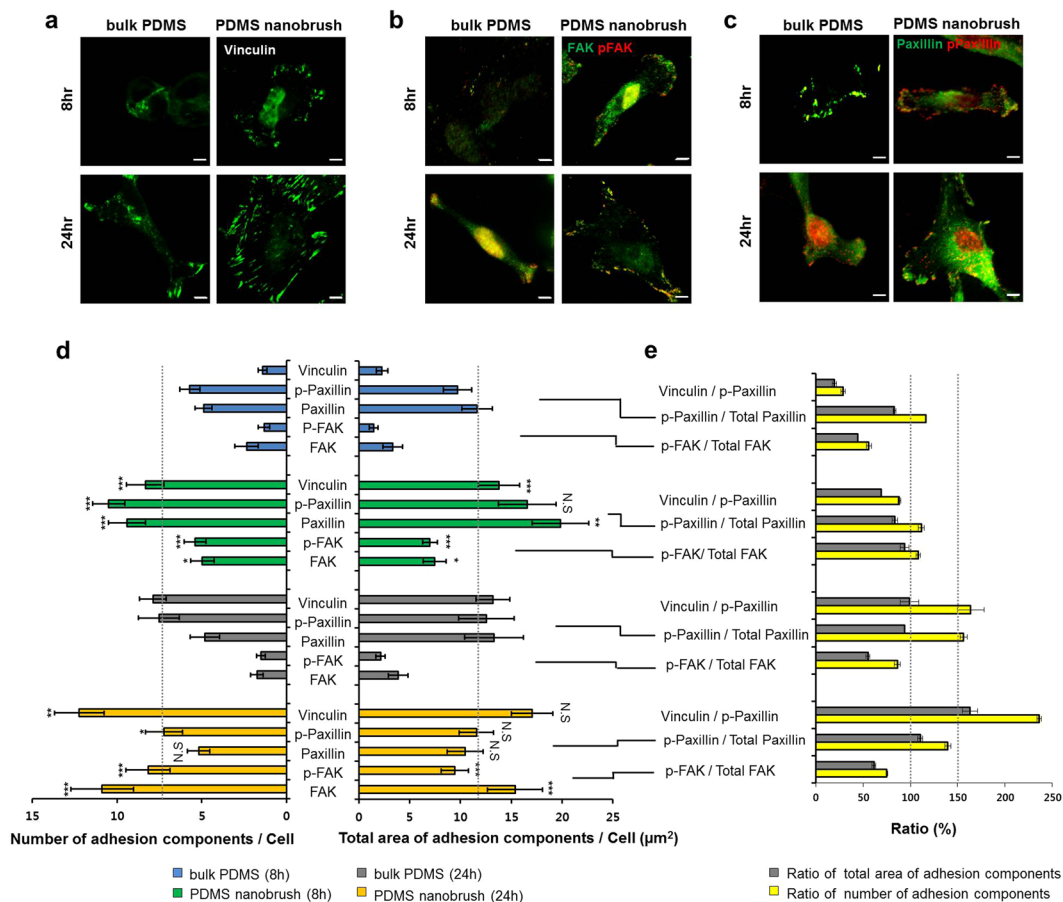 a
bulk PDMS PDMS nanobrush
Vinculin
8hr
24hr
b
bulk PDMS PDMS nanobrush
FAK pFAK
8hr
24hr
c
bulk PDMS PDMS nanobrush
Paxillin pPaxillin
8hr
24hr
d
Vinculin
p-Paxillin
Paxillin
P-FAK
FAK
*** Vinculin ***
*** p-Paxillin N.S
*** Paxillin **
*** p-FAK ***
* FAK *
Vinculin
p-Paxillin
Paxillin
p-FAK
FAK
** Vinculin N.S
* p-Paxillin N.S
N.S Paxillin N.S
*** p-FAK ***
*** FAK ***
15 10 5 0
Number of adhesion components / Cell
0 5 10 15 20 25
Total area of adhesion components / Cell (μm²)
bulk PDMS (8h)
PDMS nanobrush (8h)
bulk PDMS (24h)
PDMS nanobrush (24h)
e
Vinculin / p-Paxillin
p-Paxillin / Total Paxillin
p-FAK / Total FAK
Vinculin / p-Paxillin
p-Paxillin / Total Paxillin
p-FAK/ Total FAK
Vinculin / p-Paxillin
p-Paxillin / Total Paxillin
p-FAK / Total FAK
Vinculin / p-Paxillin
p-Paxillin / Total Paxillin
p-FAK / Total FAK
0 50 100 150 200 250
Ratio (%)
Ratio of total area of adhesion components
Ratio of number of adhesion components